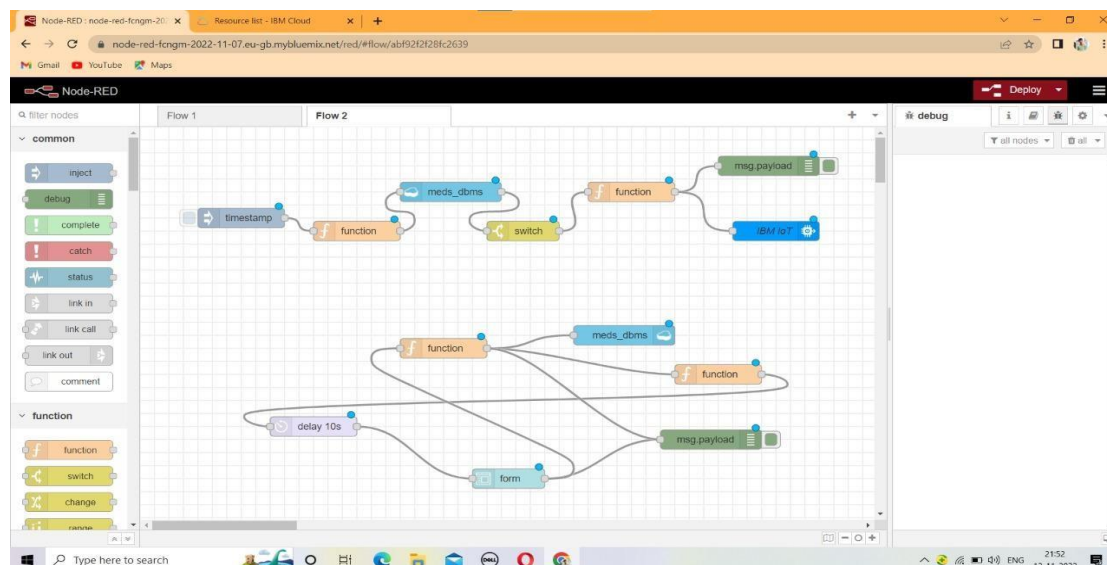 Node-RED : node-red-fcngm-20 Resource list - IBM Cloud
node-red-fcngm-2022-11-07.eu-gb.mybluemix.net/red/#flow/abf92f2f28fc2639
Gmail YouTube Maps
Node-RED Deploy
filter nodes Flow 1 Flow 2 debug i
all nodes all
common
inject
debug
complete
catch
status
link in
link call
link out
comment
function
function
switch
change
range
timestamp function meds_dbms switch function msg.payload
IBM IoT
function meds_dbms
function
delay 10s msg.payload
form
Type here to search DELL ENG 21:52